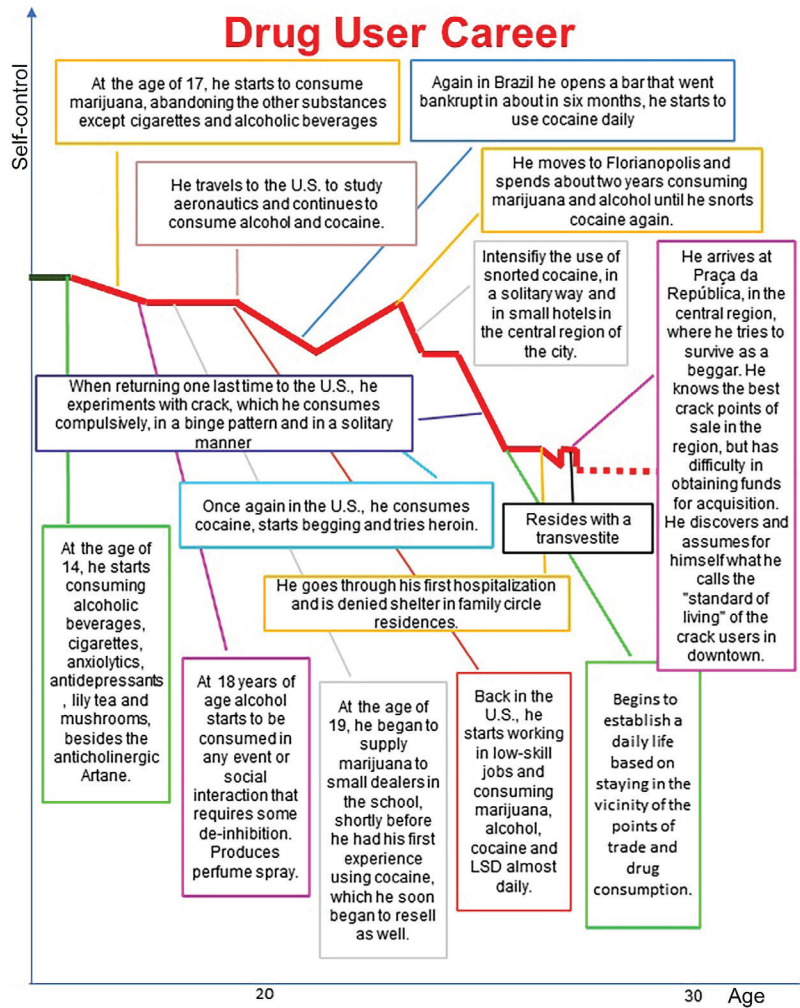 Drug User Career
Self-control
At the age of 17, he starts to consume
marijuana, abandoning the other substances
except cigarettes and alcoholic beverages
Again in Brazil he opens a bar that went
bankrupt in about in six months, he starts to
use cocaine daily
He travels to the U.S. to study
aeronautics and continues to
consume alcohol and cocaine.
He moves to Florianopolis and
spends about two years consuming
marijuana and alcohol until he snorts
cocaine again.
Intensifiy the use of
snorted cocaine, in
a solitary way and
in small hotels in
the central region of
the city.
He arrives at
Praça da
República, in the
central region,
where he tries to
survive as a
beggar. He
knows the best
crack points of
sale in the
region, but has
difficulty in
obtaining funds
for acquisition.
He discovers and
assumes for
himself what he
calls the
"standard of
living" of the
crack users in
downtown.
When returning one last time to the U.S., he
experiments with crack, which he consumes
compulsively, in a binge pattern and in a solitary
manner
Once again in the U.S., he consumes
cocaine, starts begging and tries heroin.
Resides with a
transvestite
He goes through his first hospitalization
and is denied shelter in family circle
residences.
At the age of
14, he starts
consuming
alcoholic
beverages,
cigarettes,
anxiolytics,
antidepressants
, lily tea and
mushrooms,
besides the
anticholinergic
Artane.
At 18 years of
age alcohol
starts to be
consumed in
any event or
social
interaction that
requires some
de-inhibition.
Produces
perfume spray.
At the age of
19, he began to
supply
marijuana to
small dealers in
the school,
shortly before
he had his first
experience
using cocaine,
which he soon
began to resell
as well.
Back in the
U.S., he
starts working
in low-skill
jobs and
consuming
marijuana,
alcohol,
cocaine and
LSD almost
daily.
Begins to
establish a
daily life
based on
staying in the
vicinity of the
points of
trade and
drug
consumption.
20
30
Age